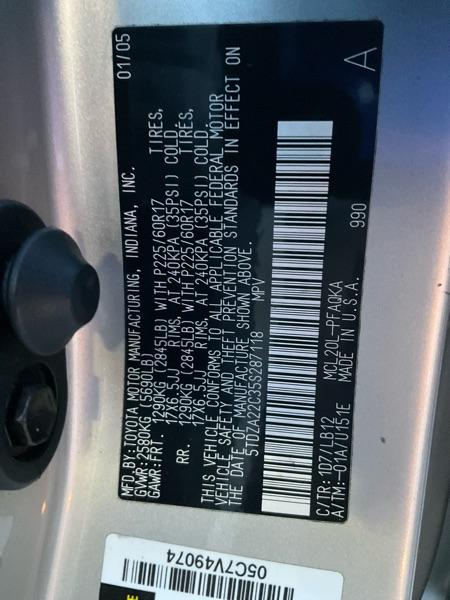 MFD.BY:TOYOTA MOTOR MANUFACTURING, INDIANA, INC. 01/05
GVWR:2580KG (5690LB)
GAWR:FRT. 1290KG (2845LB) WITH P225/60R17 TIRES,
17X6.5JJ RIMS, AT 240KPA (35PSI) COLD.
RR. 1290KG (2845LB) WITH P225/60R17 TIRES,
17X6.5JJ RIMS, AT 240KPA (35PSI) COLD.
THIS VEHICLE CONFORMS TO ALL APPLICABLE FEDERAL MOTOR
VEHICLE SAFETY AND THEFT PREVENTION STANDARDS IN EFFECT ON
THE DATE OF MANUFACTURE SHOWN ABOVE.
5TDZA22C35S287118 MPV
C/TR:1D7/LB12 MCL20L-PFAQKA 990 A
A/TM:-01A/U151E MADE IN U.S.A.
05C7V49074